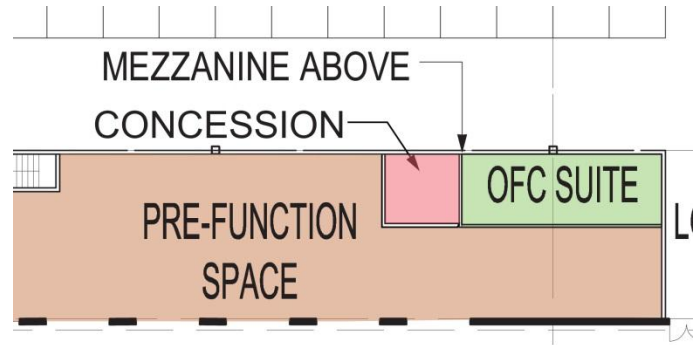 MEZZANINE ABOVE
CONCESSION
OFC SUITE
PRE-FUNCTION
SPACE